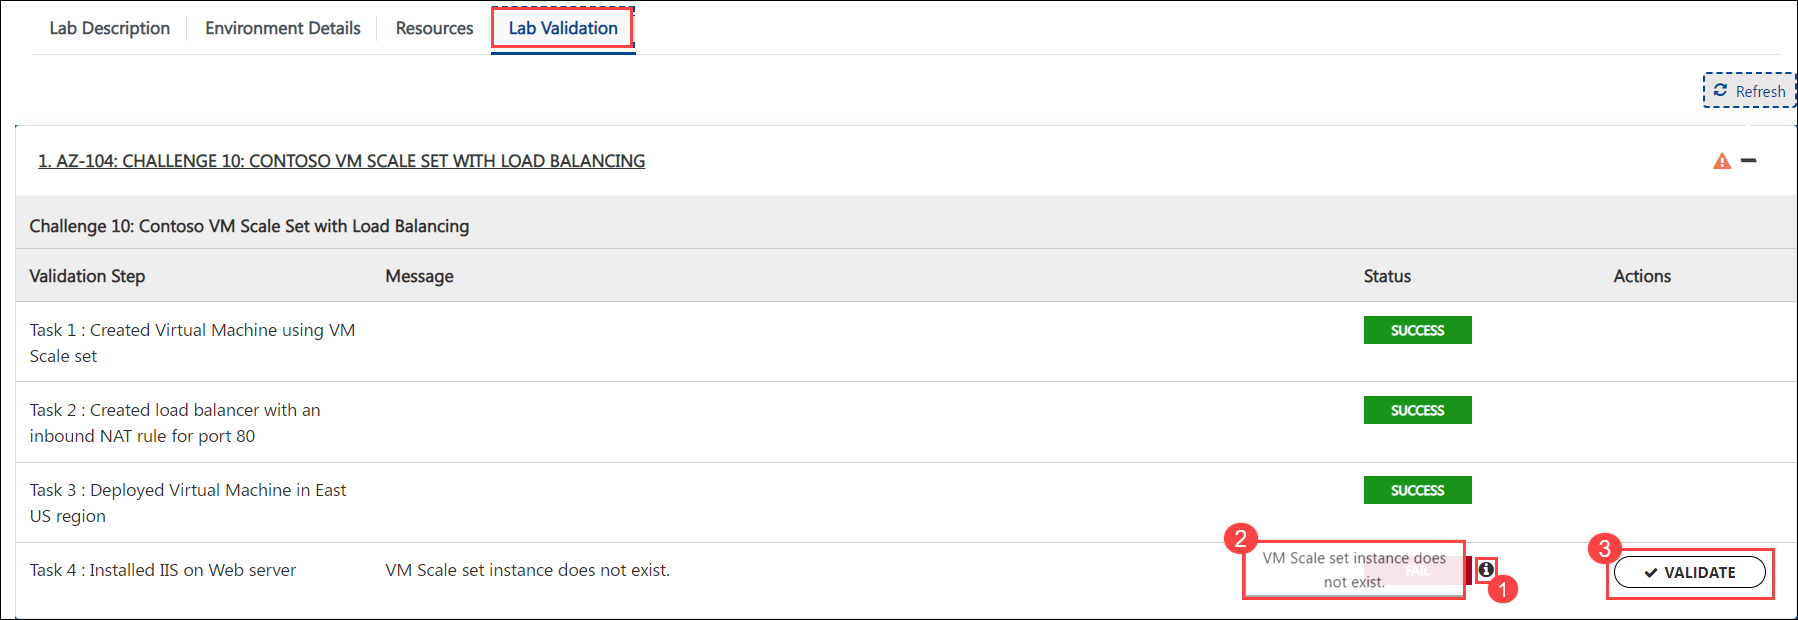 Lab Description Environment Details Resources Lab Validation
Refresh
1. AZ-104: CHALLENGE 10: CONTOSO VM SCALE SET WITH LOAD BALANCING
Challenge 10: Contoso VM Scale Set with Load Balancing
Validation Step Message Status Actions
Task 1 : Created Virtual Machine using VM
Scale set
SUCCESS
Task 2 : Created load balancer with an
inbound NAT rule for port 80
SUCCESS
Task 3 : Deployed Virtual Machine in East
US region
SUCCESS
Task 4 : Installed IIS on Web server
VM Scale set instance does not exist.
2
VM Scale set instance does
not exist.
FAIL
1
3
VALIDATE